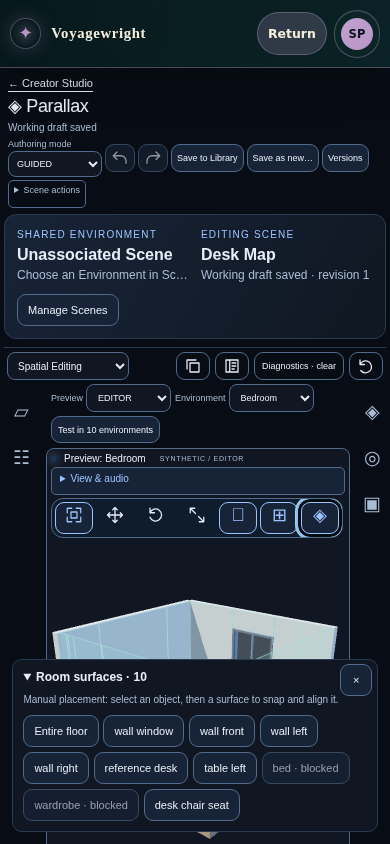 Voyagewright
Return
SP
← Creator Studio
◈ Parallax
Working draft saved
Authoring mode
GUIDED
Save to Library
Save as new…
Versions
Scene actions
SHARED ENVIRONMENT
Unassociated Scene
Choose an Environment in Sc…
EDITING SCENE
Desk Map
Working draft saved · revision 1
Manage Scenes
Spatial Editing
Diagnostics · clear
Preview
EDITOR
Environment
Bedroom
Test in 10 environments
Preview: Bedroom
SYNTHETIC / EDITOR
View & audio
Room surfaces · 10
×
Manual placement: select an object, then a surface to snap and align it.
Entire floor
wall window
wall front
wall left
wall right
reference desk
table left
bed · blocked
wardrobe · blocked
desk chair seat